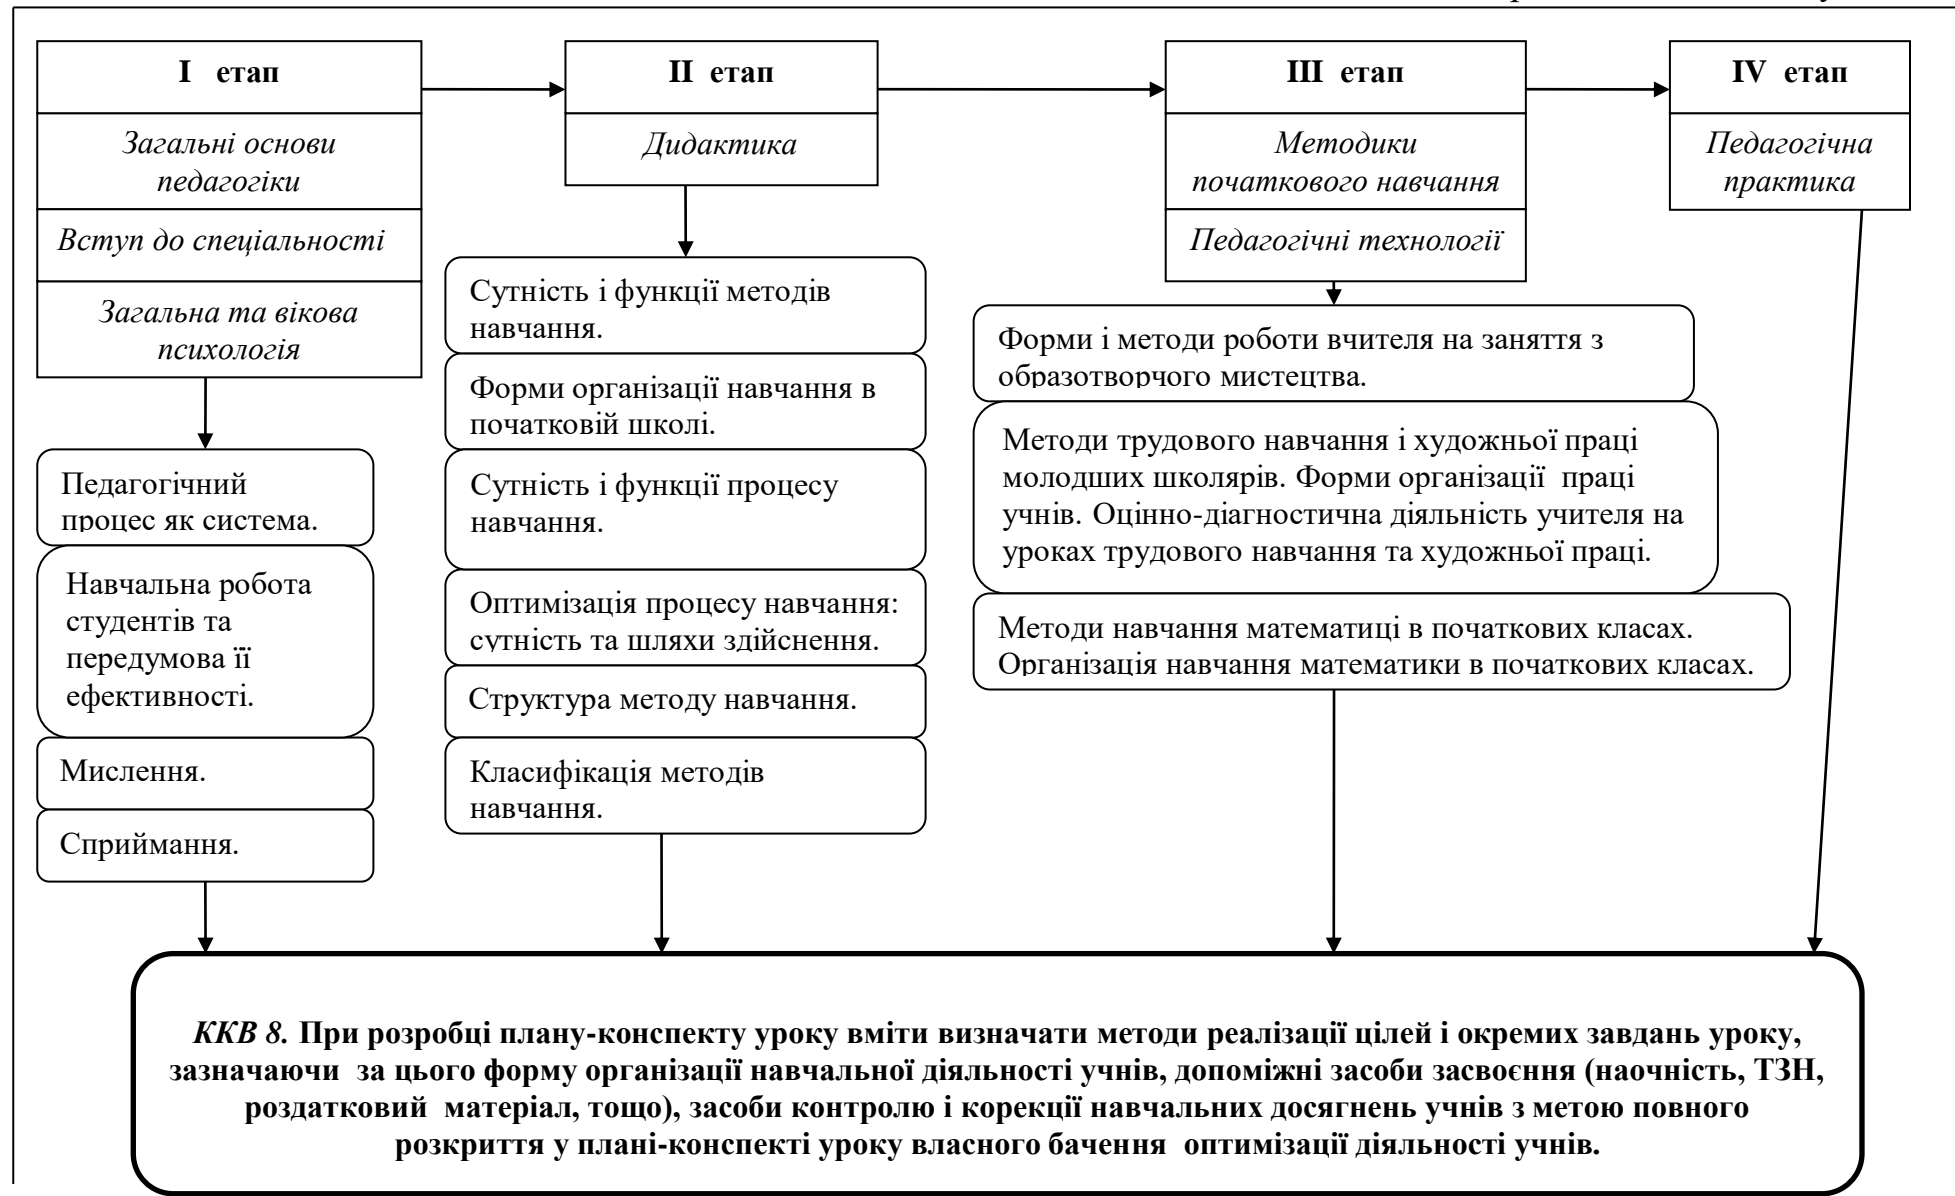 I етап
Загальні основи
педагогіки
Вступ до спеціальності
Загальна та вікова
психологія
Педагогічний
процес як система.
Навчальна робота
студентів та
передумова її
ефективності.
Мислення.
Сприймання.
II етап
Дидактика
Сутність і функції методів
навчання.
Форми організації навчання в
початковій школі.
Сутність і функції процесу
навчання.
Оптимізація процесу навчання:
сутність та шляхи здійснення.
Структура методу навчання.
Класифікація методів
навчання.
III етап
Методики
початкового навчання
Педагогічні технології
Форми і методи роботи вчителя на заняття з
образотворчого мистецтва.
Методи трудового навчання і художньої праці
молодших школярів. Форми організації праці
учнів. Оцінно-діагностична діяльність учителя на
уроках трудового навчання та художньої праці.
Методи навчання математиці в початкових класах.
Організація навчання математики в початкових класах.
IV етап
Педагогічна
практика
ККВ 8. При розробці плану-конспекту уроку вміти визначати методи реалізації цілей і окремих завдань уроку,
зазначаючи за цього форму організації навчальної діяльності учнів, допоміжні засоби засвоєння (наочність, ТЗН,
роздатковий матеріал, тощо), засоби контролю і корекції навчальних досягнень учнів з метою повного
розкриття у плані-конспекті уроку власного бачення оптимізації діяльності учнів.